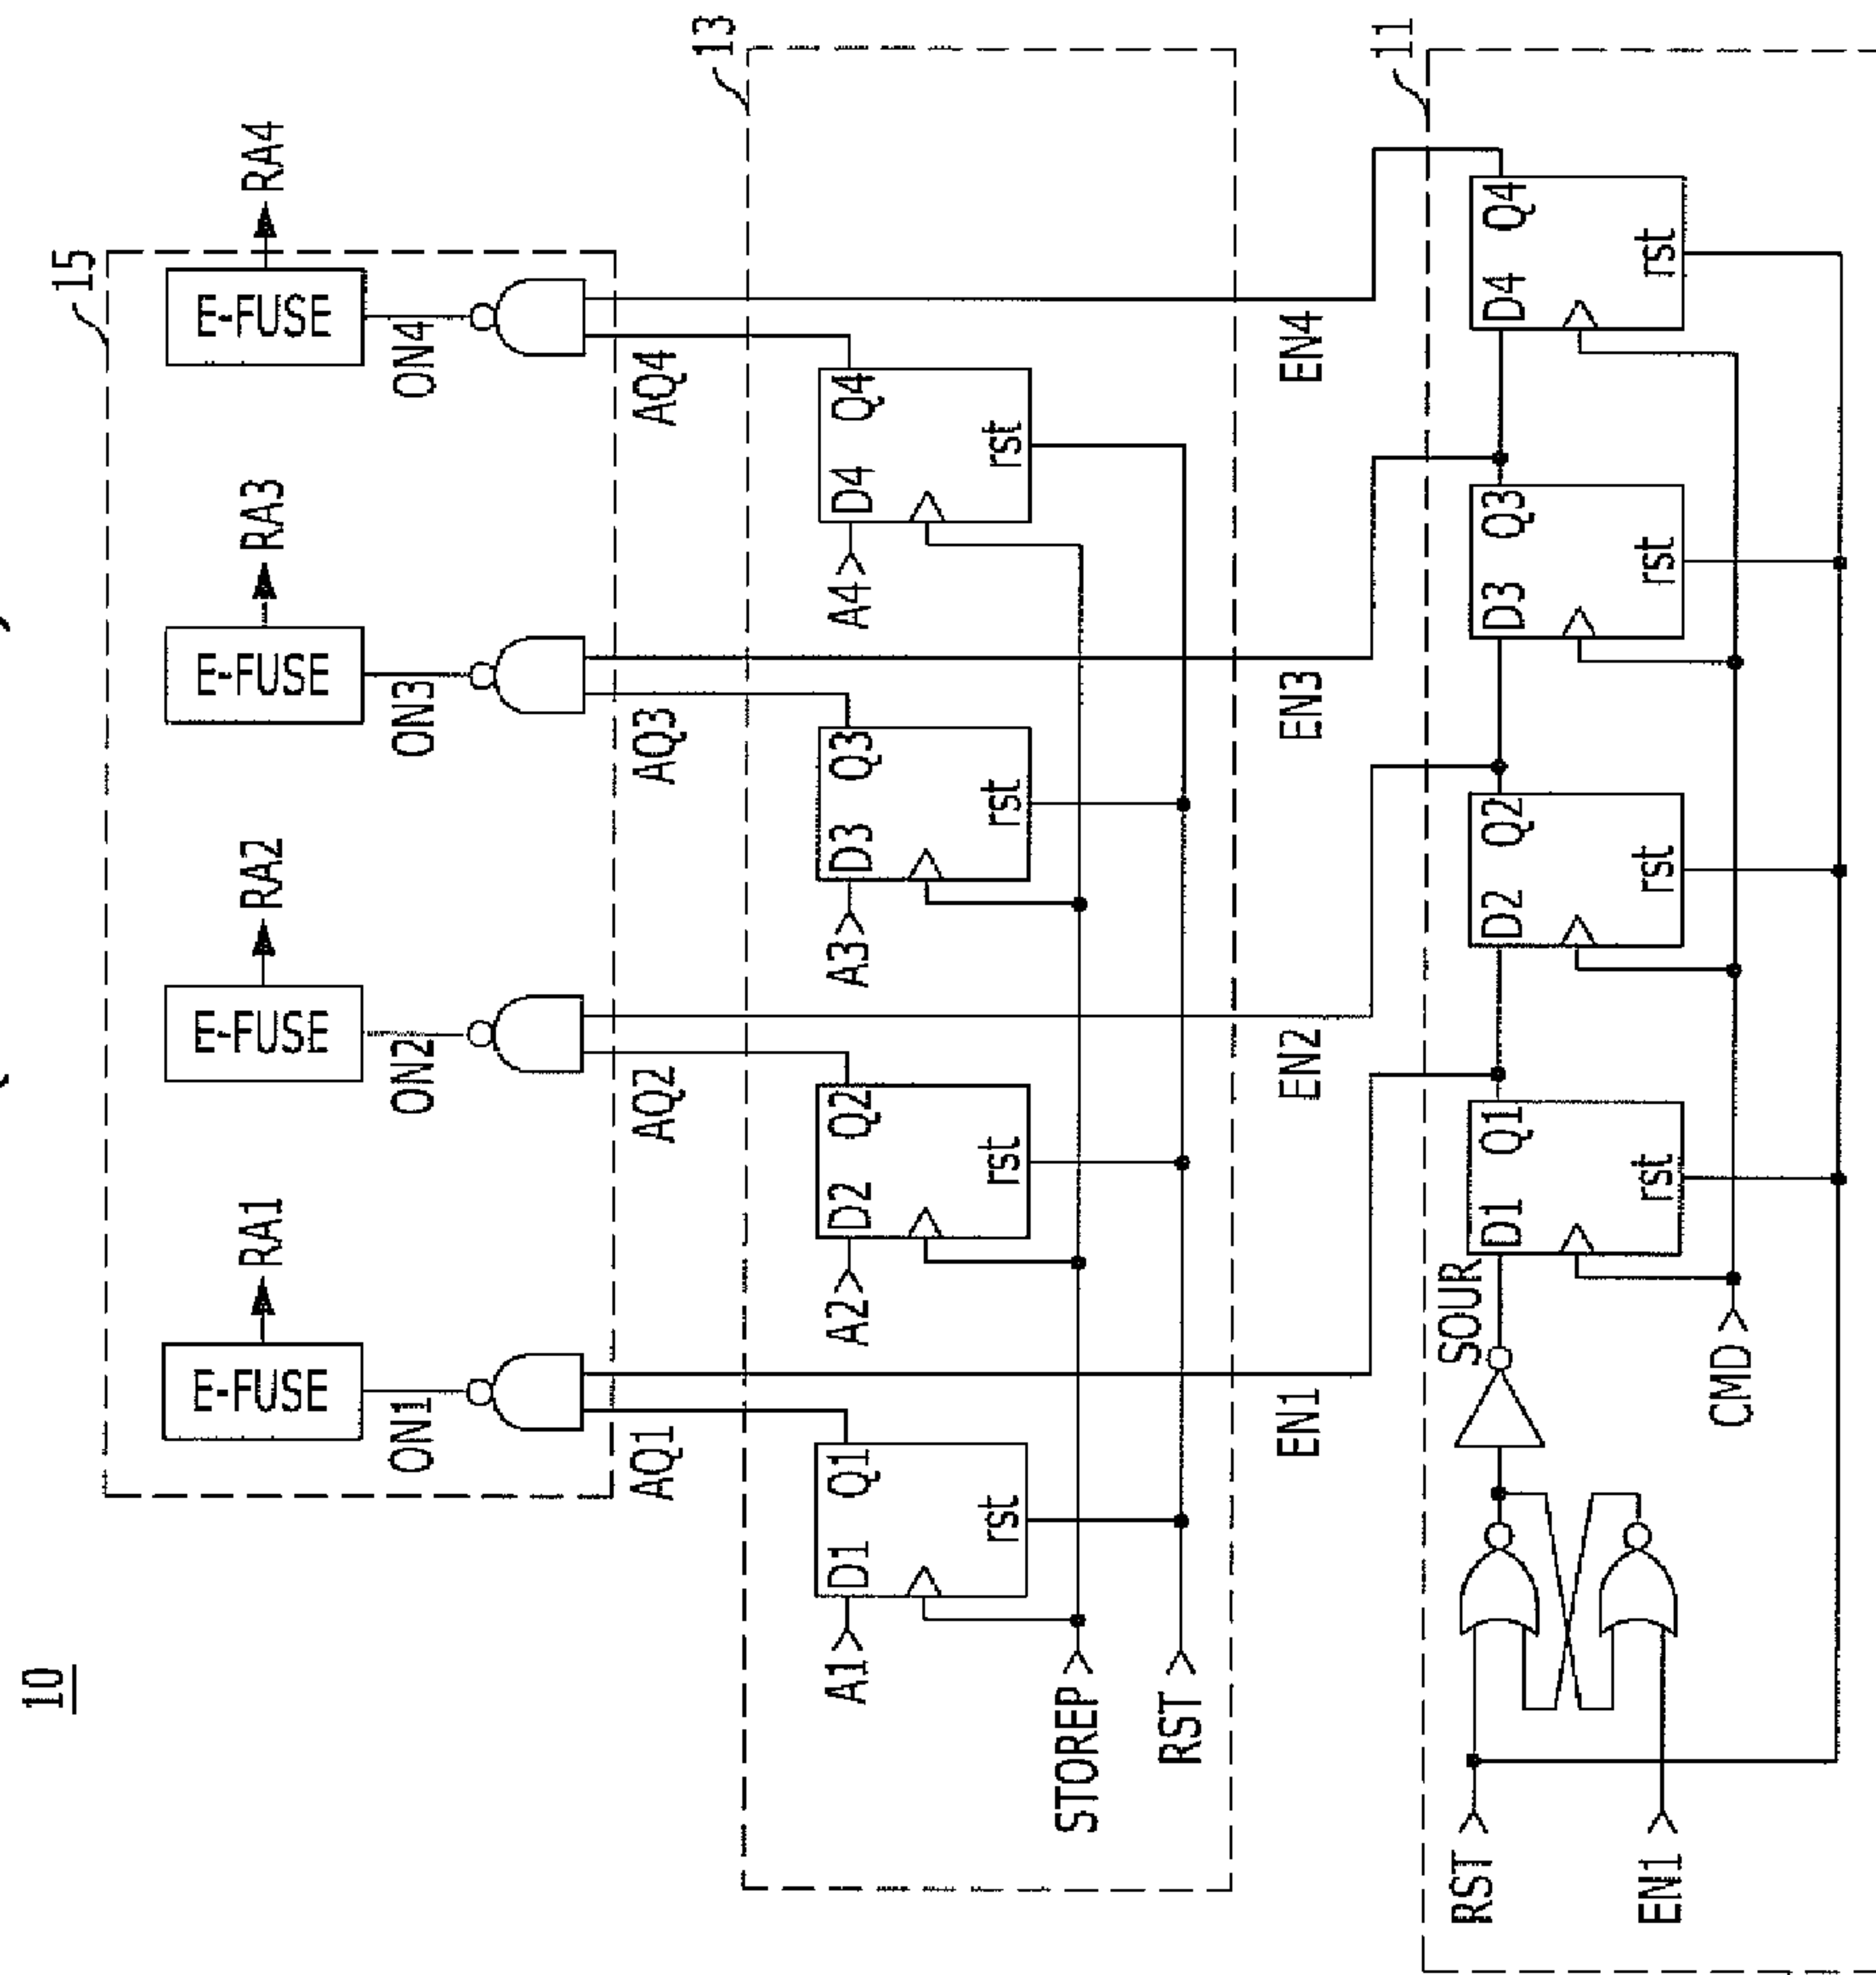 10
15
E-FUSE RA1 E-FUSE RA2 E-FUSE RA3 E-FUSE RA4
ON1 ON2 ON3 ON4
AQ1 AQ2 AQ3 AQ4
13
A1 D1 Q1 A2 D2 Q2 A3 D3 Q3 A4 D4 Q4
rst rst rst rst
STOREP
RST
EN1 EN2 EN3 EN4
11
RST SOUR D1 Q1 D2 Q2 D3 Q3 D4 Q4
EN1 rst rst rst rst
CMD